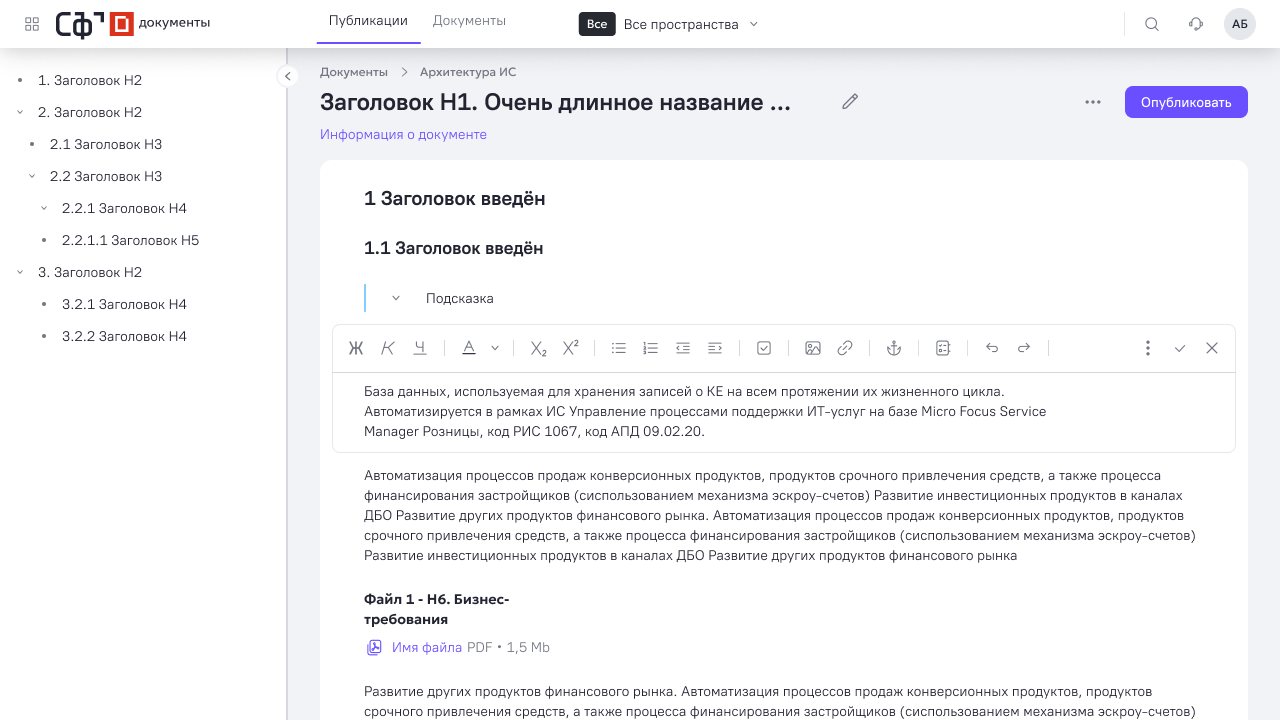 СФ документы
Публикации
Документы
Все
Все пространства
АБ
1. Заголовок H2
2. Заголовок H2
2.1 Заголовок H3
2.2 Заголовок H3
2.2.1 Заголовок H4
2.2.1.1 Заголовок H5
3. Заголовок H2
3.2.1 Заголовок H4
3.2.2 Заголовок H4
Документы > Архитектура ИС
Заголовок H1. Очень длинное название ...
Опубликовать
Информация о документе
1 Заголовок введён
1.1 Заголовок введён
Подсказка
Ж К Ч A X2 X2
База данных, используемая для хранения записей о КЕ на всем протяжении их жизненного цикла.
Автоматизируется в рамках ИС Управление процессами поддержки ИТ-услуг на базе Micro Focus Service
Manager Розницы, код РИС 1067, код АПД 09.02.20.
Автоматизация процессов продаж конверсионных продуктов, продуктов срочного привлечения средств, а также процесса
финансирования застройщиков (сиспользованием механизма эскроу-счетов) Развитие инвестиционных продуктов в каналах
ДБО Развитие других продуктов финансового рынка. Автоматизация процессов продаж конверсионных продуктов, продуктов
срочного привлечения средств, а также процесса финансирования застройщиков (сиспользованием механизма эскроу-счетов)
Развитие инвестиционных продуктов в каналах ДБО Развитие других продуктов финансового рынка
Файл 1 - H6. Бизнес-
требования
Имя файла PDF • 1,5 Mb
Развитие других продуктов финансового рынка. Автоматизация процессов продаж конверсионных продуктов, продуктов
срочного привлечения средств, а также процесса финансирования застройщиков (сиспользованием механизма эскроу-счетов)